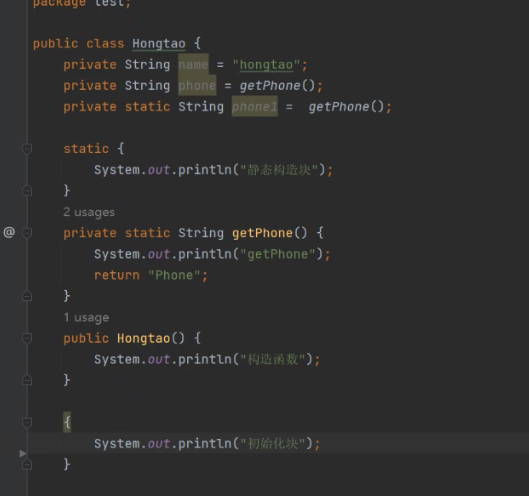 package test;
public class Hongtao {
private String name = "hongtao";
private String phone = getPhone();
private static String phone1 =  getPhone();
static {
System.out.println("静态构造块");
}
2 usages
@ private static String getPhone() {
System.out.println("getPhone");
return "Phone";
}
1 usage
public Hongtao() {
System.out.println("构造函数");
}
{
System.out.println("初始化块");
}